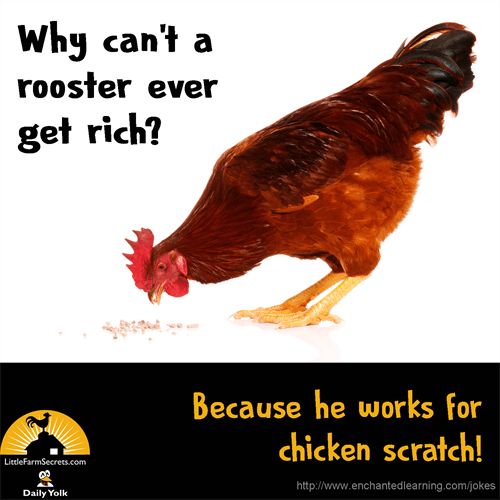 Why can't a
rooster ever
get rich?
Because he works for
chicken scratch!
LittleFarmSecrets.com
Daily Yolk
http://www.enchantedlearning.com/jokes